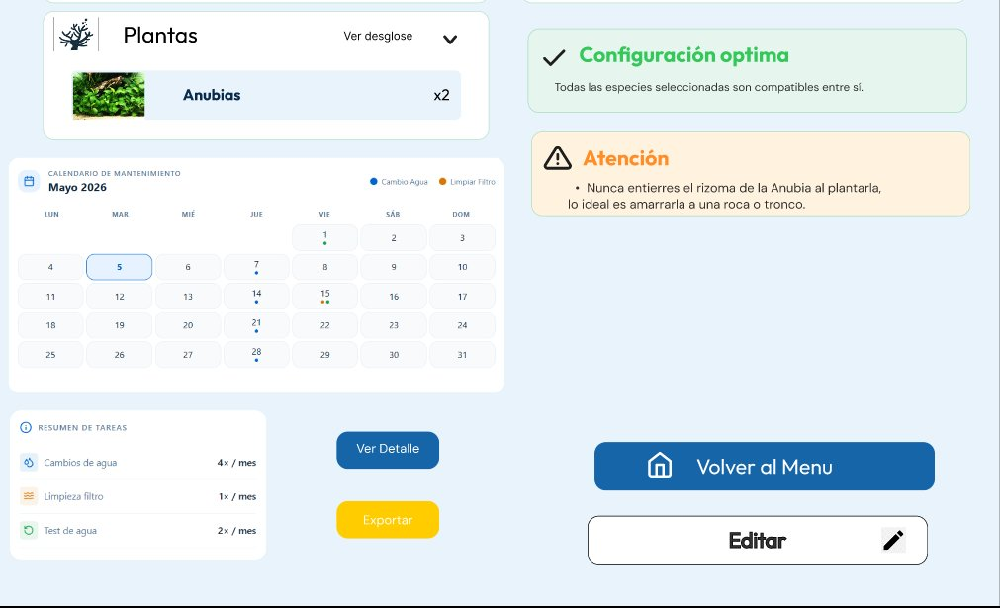 Plantas
Ver desglose
Anubias
x2
Configuración optima
Todas las especies seleccionadas son compatibles entre sí.
Atención
• Nunca entierres el rizoma de la Anubia al plantarla,
lo ideal es amarrarla a una roca o tronco.
CALENDARIO DE MANTENIMIENTO
Mayo 2026
Cambio Agua
Limpiar Filtro
LUN MAR MIÉ JUE VIE SÁB DOM
1 2 3
4 5 6 7 8 9 10
11 12 13 14 15 16 17
18 19 20 21 22 23 24
25 26 27 28 29 30 31
RESUMEN DE TAREAS
Cambios de agua 4× / mes
Limpieza filtro 1× / mes
Test de agua 2× / mes
Ver Detalle
Exportar
Volver al Menu
Editar